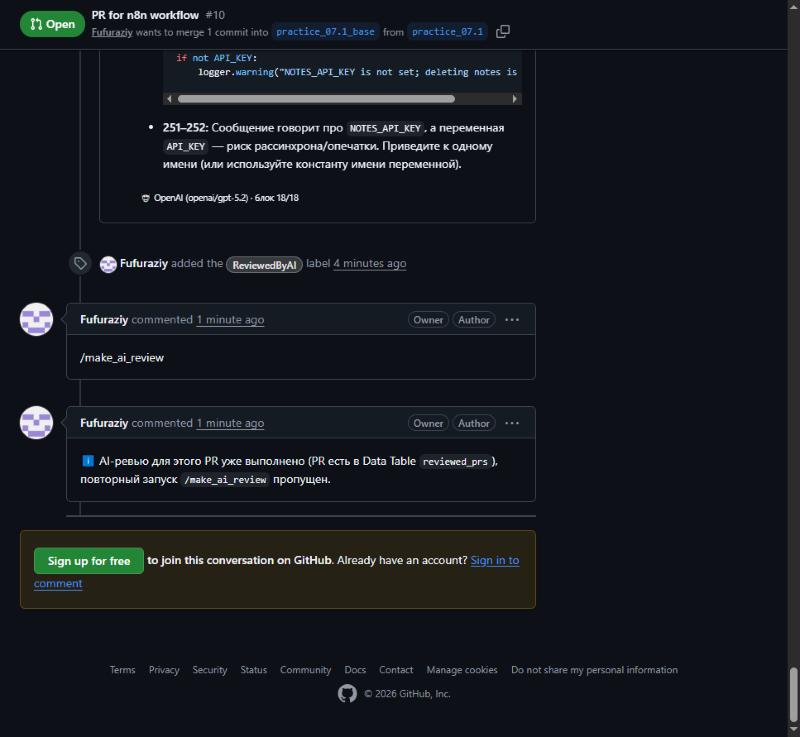 Open
PR for n8n workflow #10
Fufuraziy wants to merge 1 commit into practice_07.1_base from practice_07.1
if not API_KEY:
logger.warning("NOTES_API_KEY is not set; deleting notes is
• 251–252: Сообщение говорит про NOTES_API_KEY, а переменная
API_KEY — риск рассинхрона/опечатки. Приведите к одному
имени (или используйте константу имени переменной).
OpenAI (openai/gpt-5.2) · блок 18/18
Fufuraziy added the ReviewedByAI label 4 minutes ago
Fufuraziy commented 1 minute ago Owner Author
/make_ai_review
Fufuraziy commented 1 minute ago Owner Author
ℹ️ AI-ревью для этого PR уже выполнено (PR есть в Data Table reviewed_prs),
повторный запуск /make_ai_review пропущен.
Sign up for free to join this conversation on GitHub. Already have an account? Sign in to
comment
Terms Privacy Security Status Community Docs Contact Manage cookies Do not share my personal information
© 2026 GitHub, Inc.